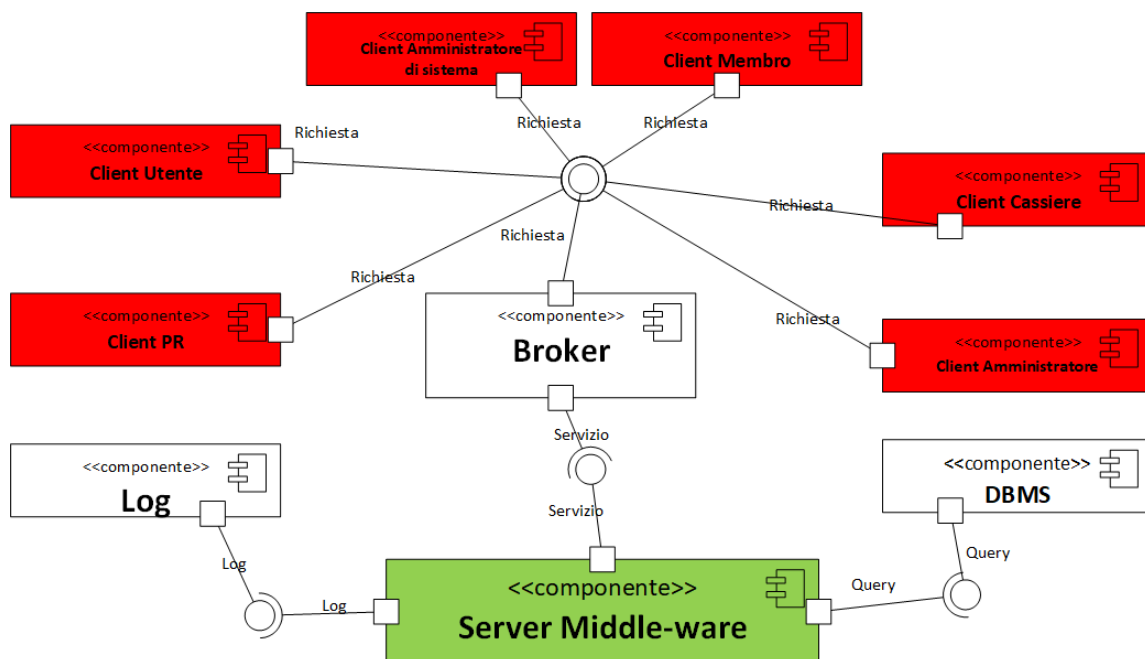 <<componente>>
Client Amministratore
di sistema
<<componente>>
Client Membro
Richiesta
Richiesta
Richiesta
<<componente>>
Client Utente
<<componente>>
Client Cassiere
Richiesta
Richiesta
Richiesta
<<componente>>
Client PR
<<componente>>
Broker
Richiesta
<<componente>>
Client Amministratore
Servizio
<<componente>>
Log
<<componente>>
DBMS
Servizio
Log
Query
Log
Query
<<componente>>
Server Middle-ware